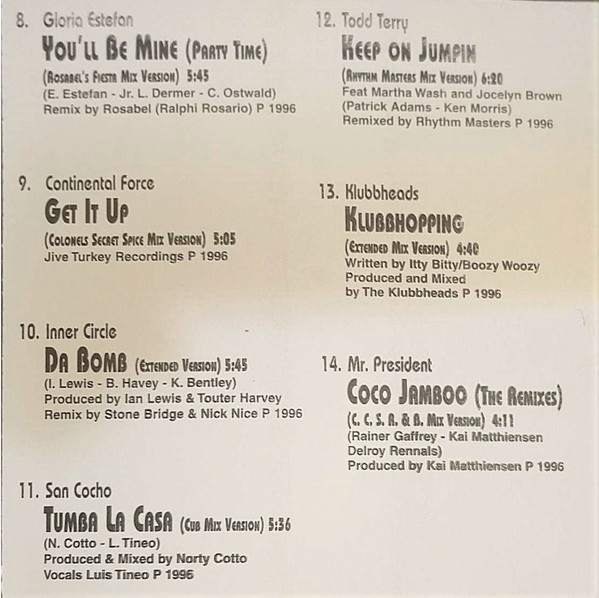 8. Gloria Estefan
You'll Be Mine (Party Time)
(Rosabel's Fiesta Mix Version) 5:45
(E. Estefan - Jr. L. Dermer - C. Ostwald)
Remix by Rosabel (Ralphi Rosario) P 1996
9. Continental Force
Get It Up
(Colonels Secret Spice Mix Version) 5:05
Jive Turkey Recordings P 1996
10. Inner Circle
Da Bomb (Extended Version) 5:45
(I. Lewis - B. Havey - K. Bentley)
Produced by Ian Lewis & Touter Harvey
Remix by Stone Bridge & Nick Nice P 1996
11. San Cocho
Tumba La Casa (Cub Mix Version) 5:36
(N. Cotto - L. Tineo)
Produced & Mixed by Norty Cotto
Vocals Luis Tineo P 1996
12. Todd Terry
Keep on Jumpin
(Rhythm Masters Mix Version) 6:20
Feat Martha Wash and Jocelyn Brown
(Patrick Adams - Ken Morris)
Remixed by Rhythm Masters P 1996
13. Klubbheads
Klubbhopping
(Extended Mix Version) 4:40
Written by Itty Bitty/Boozy Woozy
Produced and Mixed
by The Klubbheads P 1996
14. Mr. President
Coco Jamboo (The Remixes)
(C. C. S. R. & B. Mix Version) 4:11
(Rainer Gaffrey - Kai Matthiensen
Delroy Rennals)
Produced by Kai Matthiensen P 1996